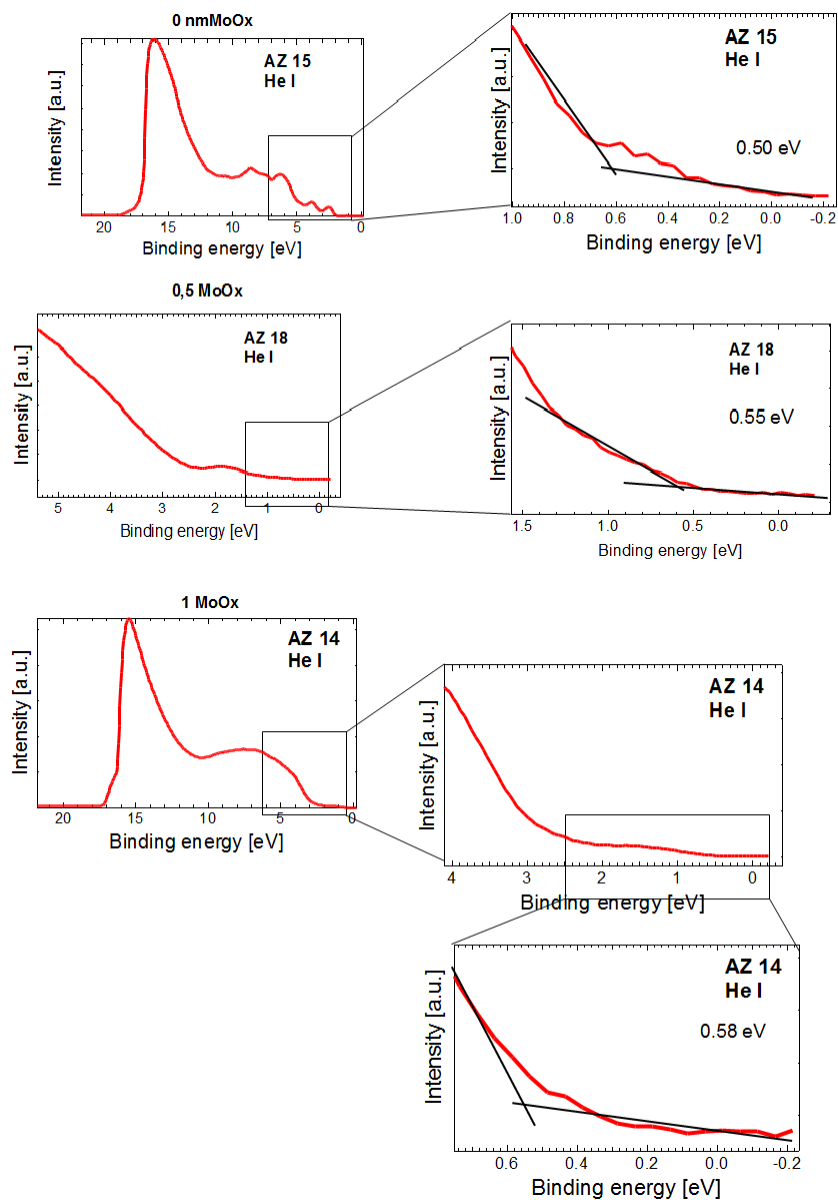 0 nmMoOx
AZ 15
He I
Intensity [a.u.]
20 15 10 5 0
Binding energy [eV]
AZ 15
He I
0.50 eV
Intensity [a.u.]
1.0 0.8 0.6 0.4 0.2 0.0 -0.2
Binding energy [eV]
0,5 MoOx
AZ 18
He I
Intensity [a.u.]
5 4 3 2 1 0
Binding energy [eV]
AZ 18
He I
0.55 eV
Intensity [a.u.]
1.5 1.0 0.5 0.0
Binding energy [eV]
1 MoOx
AZ 14
He I
Intensity [a.u.]
20 15 10 5 0
Binding energy [eV]
AZ 14
He I
Intensity [a.u.]
4 3 2 1 0
Binding energy [eV]
AZ 14
He I
0.58 eV
Intensity [a.u.]
0.6 0.4 0.2 0.0 -0.2
Binding energy [eV]